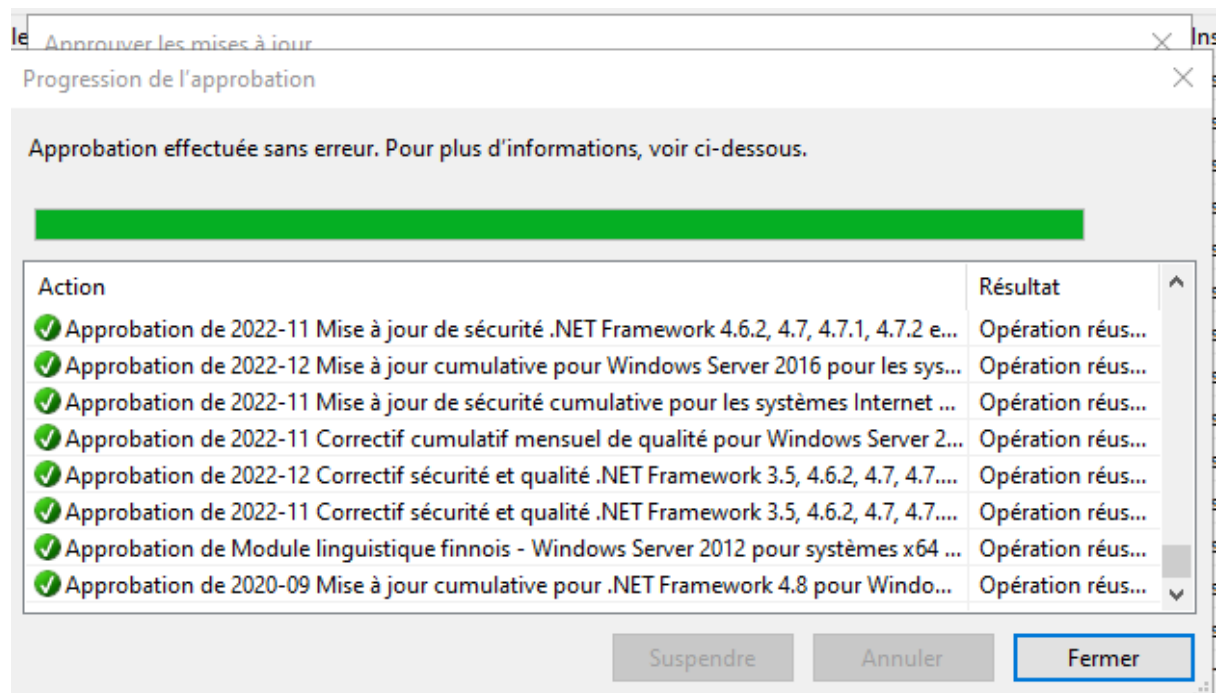 le Approuver les mises à jour Ins
Progression de l'approbation
Approbation effectuée sans erreur. Pour plus d'informations, voir ci-dessous.
Action Résultat
Approbation de 2022-11 Mise à jour de sécurité .NET Framework 4.6.2, 4.7, 4.7.1, 4.7.2 e... Opération réus...
Approbation de 2022-12 Mise à jour cumulative pour Windows Server 2016 pour les sys... Opération réus...
Approbation de 2022-11 Mise à jour de sécurité cumulative pour les systèmes Internet ... Opération réus...
Approbation de 2022-11 Correctif cumulatif mensuel de qualité pour Windows Server 2... Opération réus...
Approbation de 2022-12 Correctif sécurité et qualité .NET Framework 3.5, 4.6.2, 4.7, 4.7.... Opération réus...
Approbation de 2022-11 Correctif sécurité et qualité .NET Framework 3.5, 4.6.2, 4.7, 4.7.... Opération réus...
Approbation de Module linguistique finnois - Windows Server 2012 pour systèmes x64 ... Opération réus...
Approbation de 2020-09 Mise à jour cumulative pour .NET Framework 4.8 pour Windo... Opération réus...
Suspendre Annuler Fermer